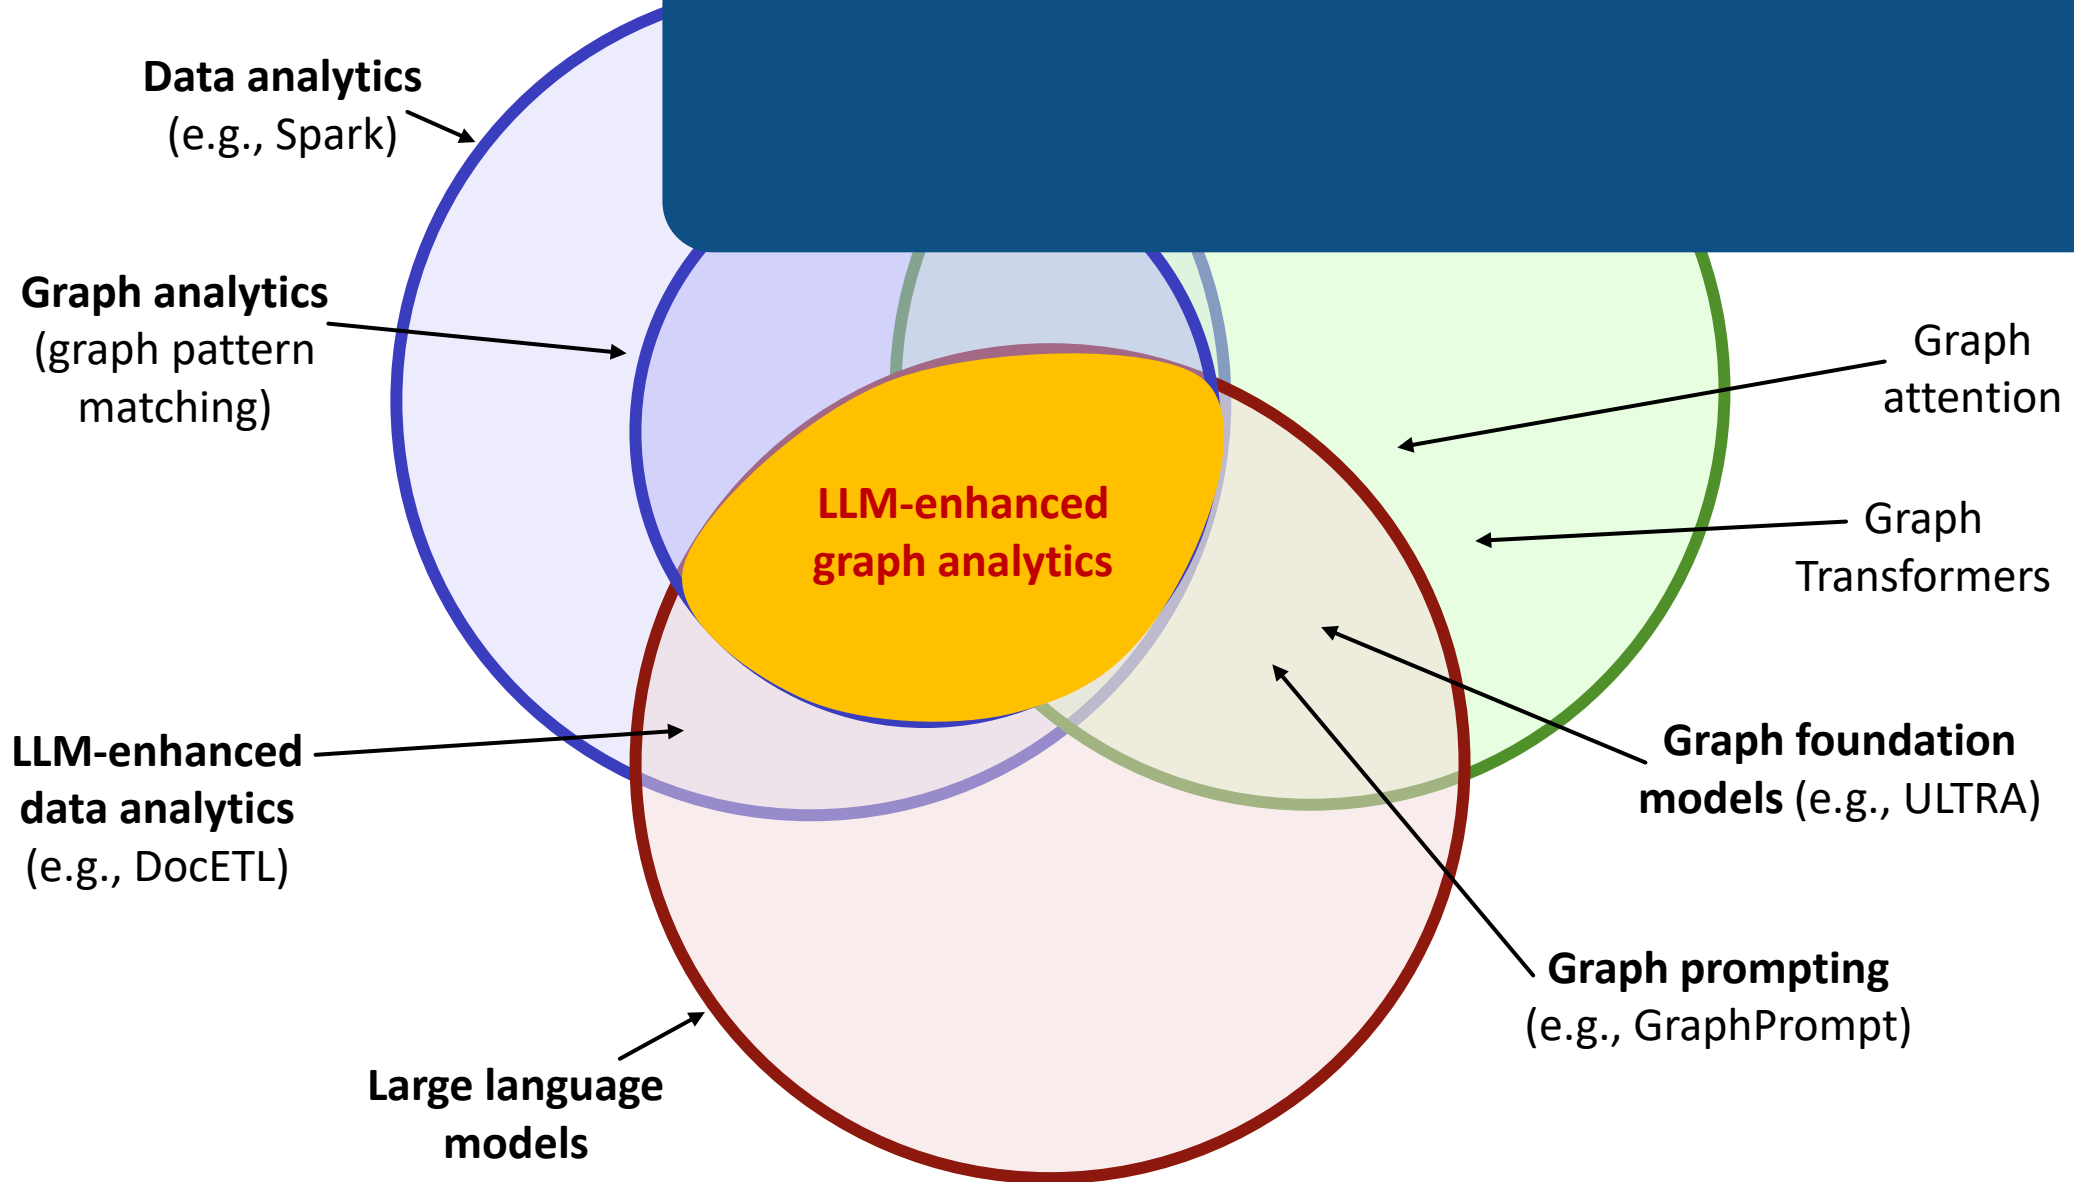 Data analytics
(e.g., Spark)
Graph analytics
(graph pattern
matching)
Graph
attention
LLM-enhanced
graph analytics
Graph
Transformers
LLM-enhanced
data analytics
(e.g., DocETL)
Graph foundation
models (e.g., ULTRA)
Graph prompting
(e.g., GraphPrompt)
Large language
models